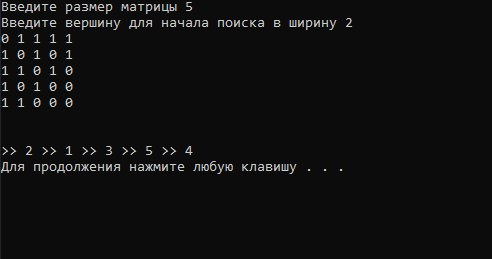 Введите размер матрицы 5
Введите вершину для начала поиска в ширину 2
0 1 1 1 1
1 0 1 0 1
1 1 0 1 0
1 0 1 0 0
1 1 0 0 0
>> 2 >> 1 >> 3 >> 5 >> 4
Для продолжения нажмите любую клавишу . . .